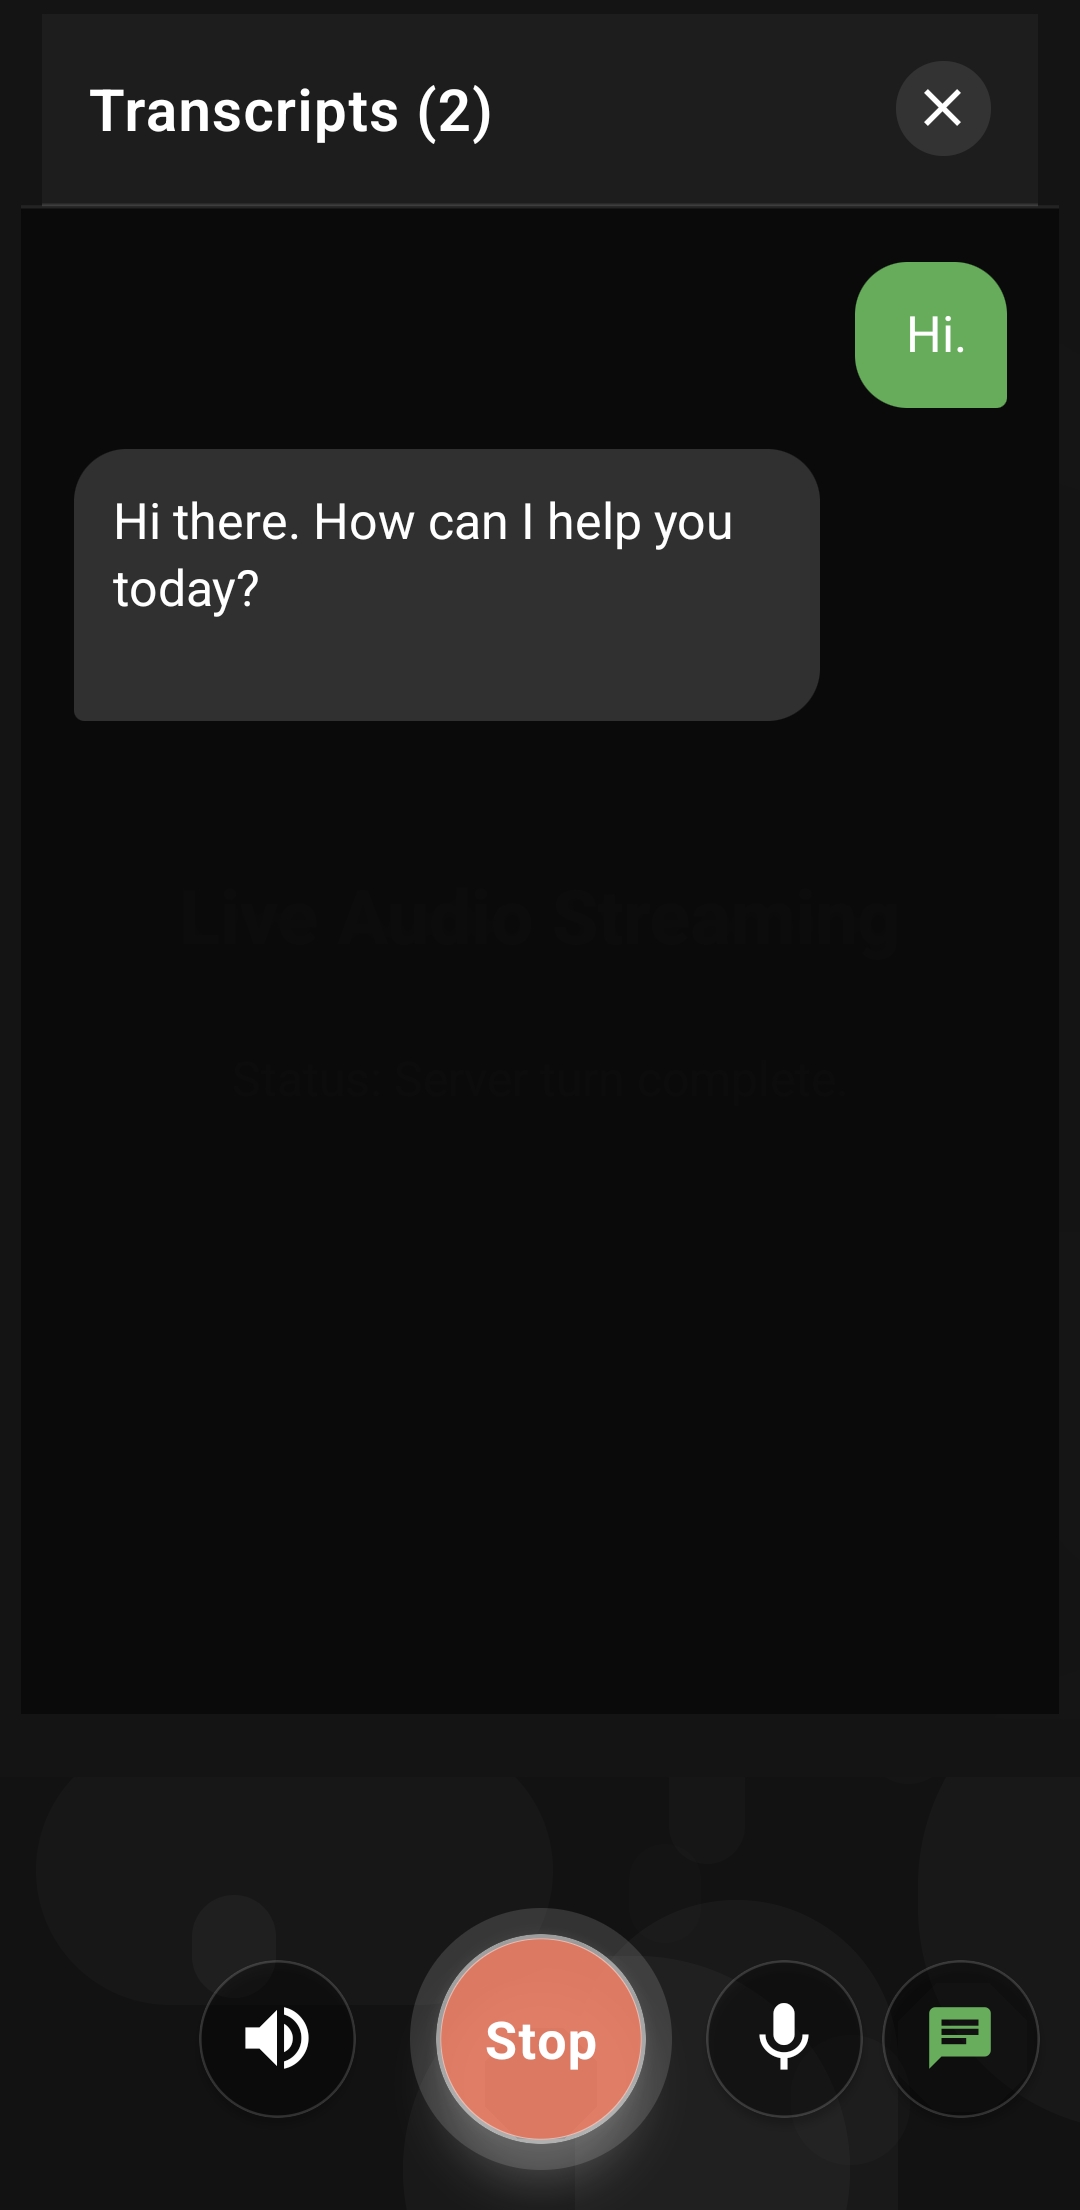 Transcripts (2)
Hi.
Hi there. How can I help you
today?
Live Audio Streaming
Status. Server turn complete.
Stop